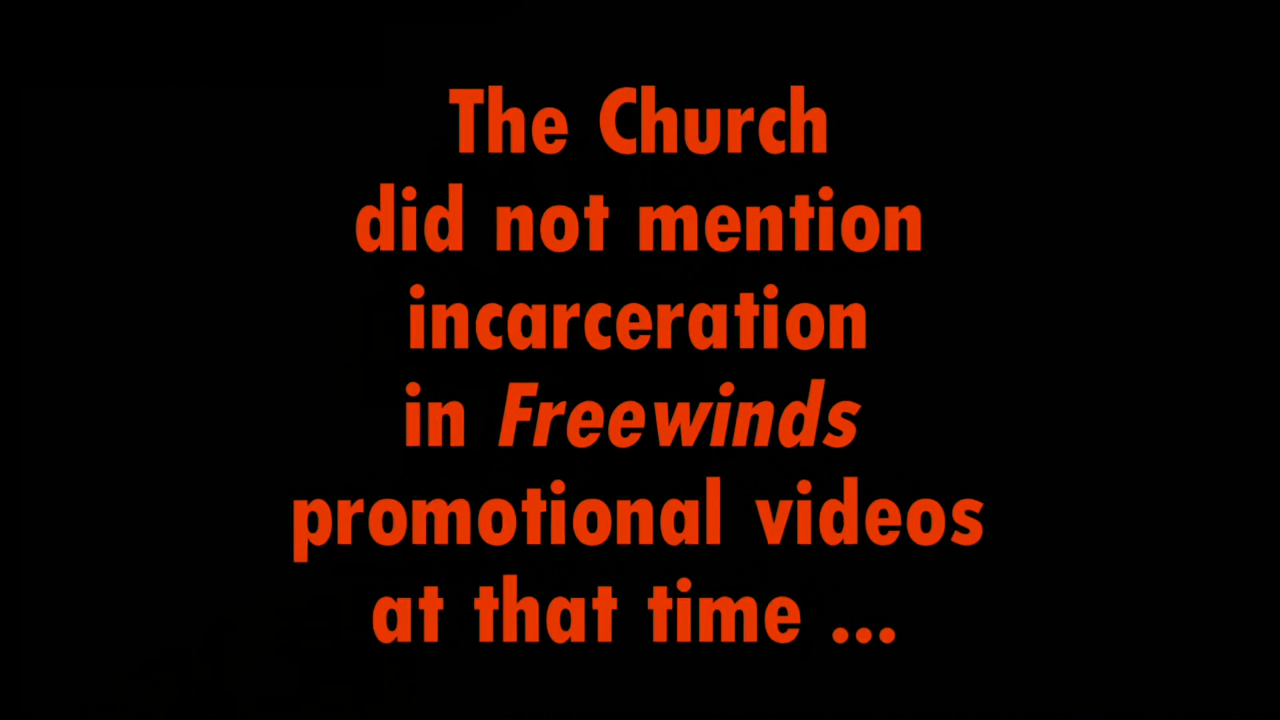 The Church
did not mention
incarceration
in Freewinds
promotional videos
at that time ...